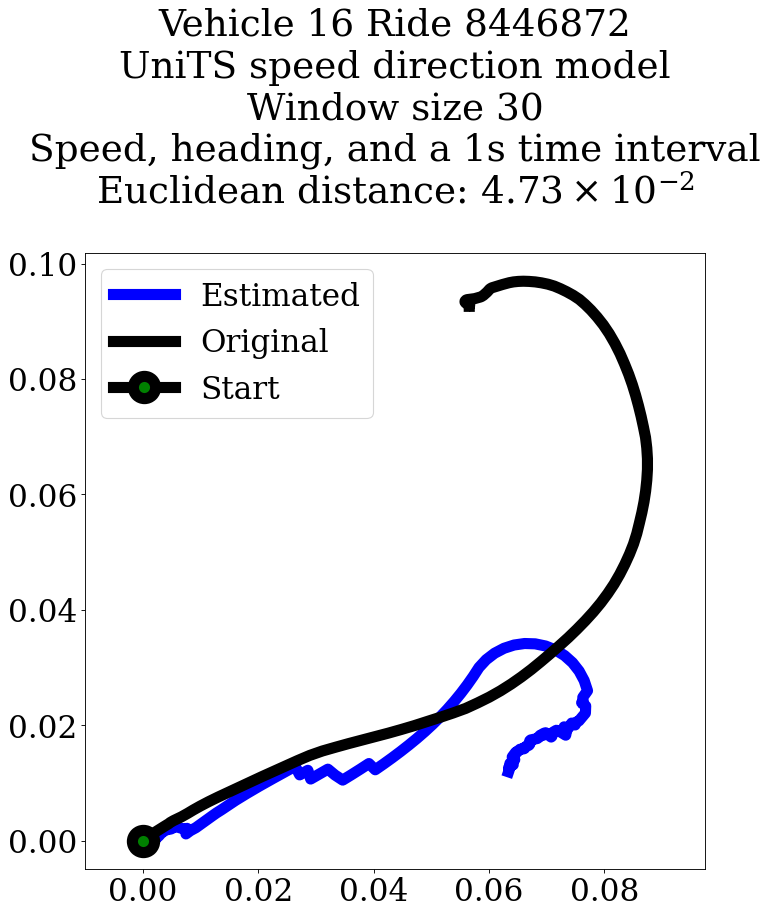 Vehicle 16 Ride 8446872
UniTS speed direction model
Window size 30
Speed, heading, and a 1s time interval
Euclidean distance: 4.73 × 10⁻²
Estimated
Original
Start
0.10
0.08
0.06
0.04
0.02
0.00
0.00 0.02 0.04 0.06 0.08